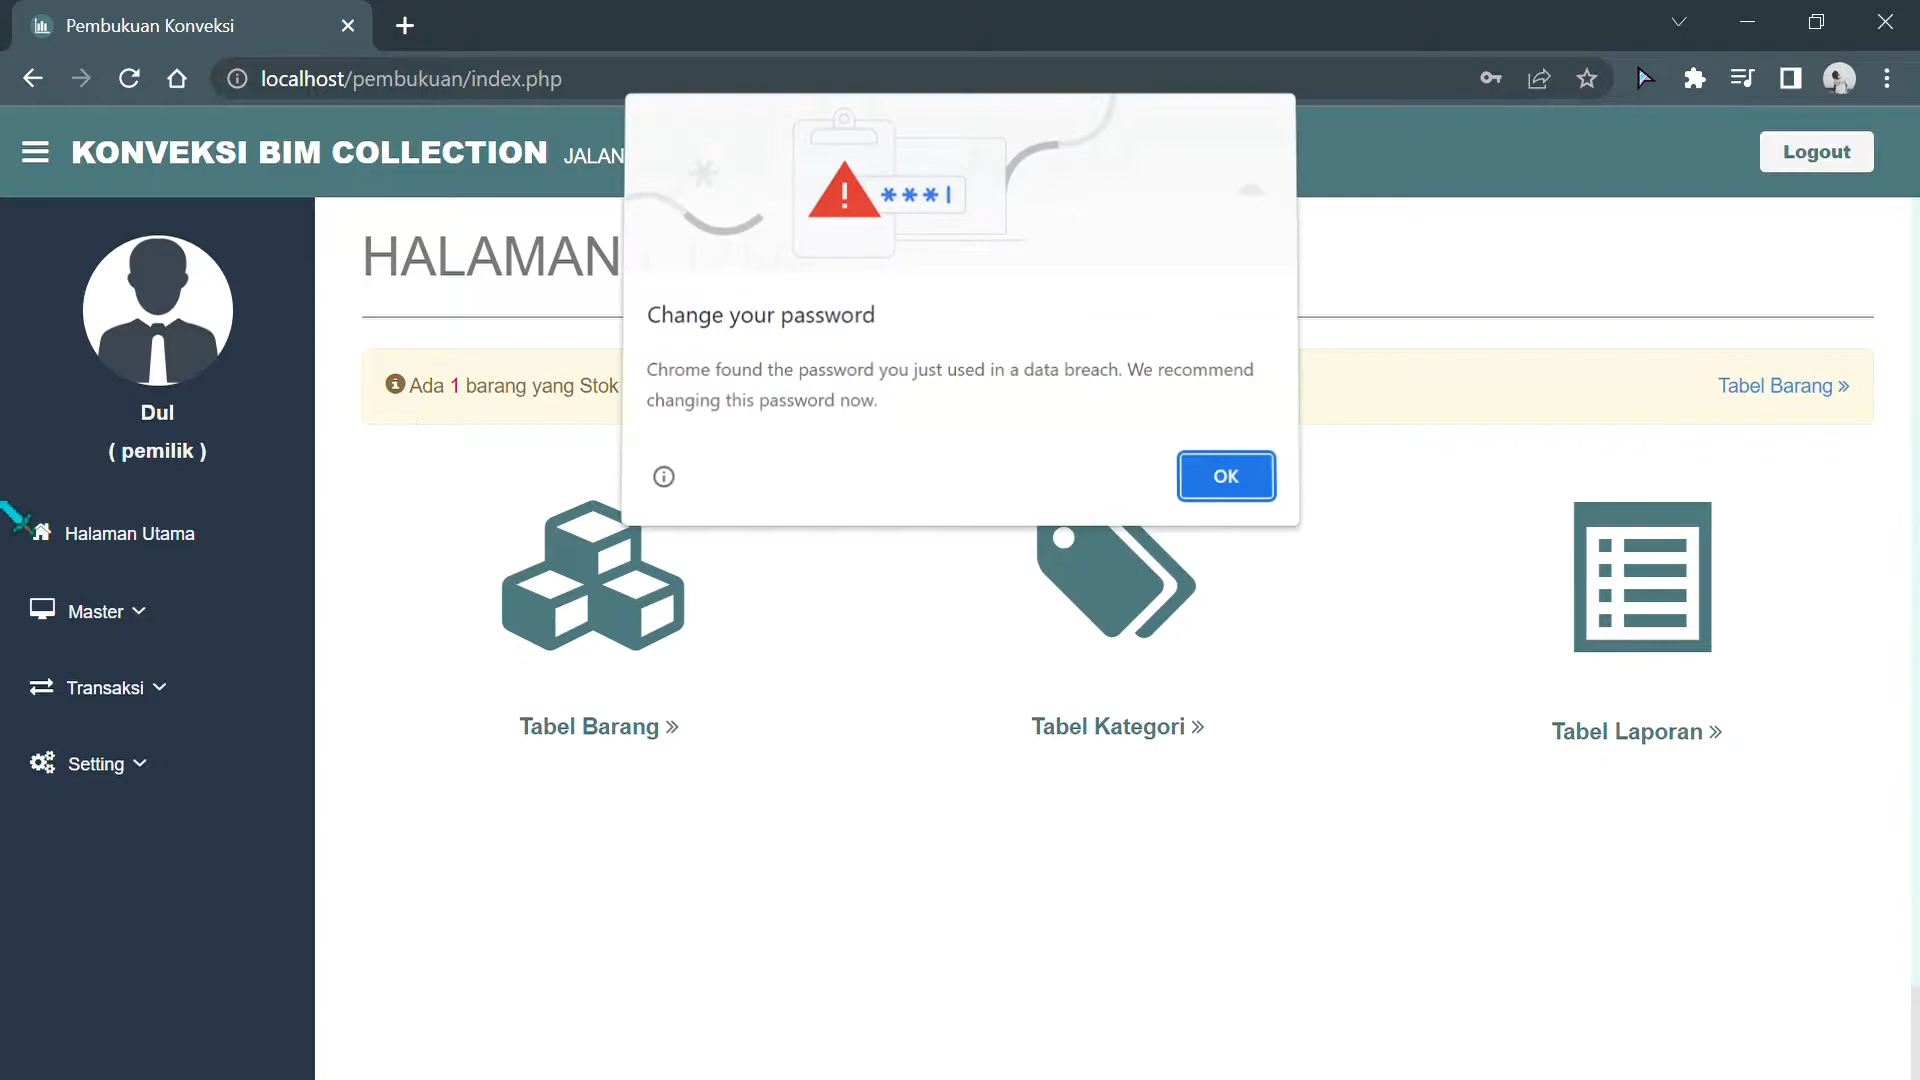 Pembukuan Konveksi
localhost/pembukuan/index.php
KONVEKSI BIM COLLECTION JALAN
Logout
HALAMAN
***
Change your password
Chrome found the password you just used in a data breach. We recommend
changing this password now.
OK
Ada 1 barang yang Stok
Tabel Barang »
Dul
( pemilik )
Halaman Utama
Master
Transaksi
Setting
Tabel Barang »
Tabel Kategori »
Tabel Laporan »